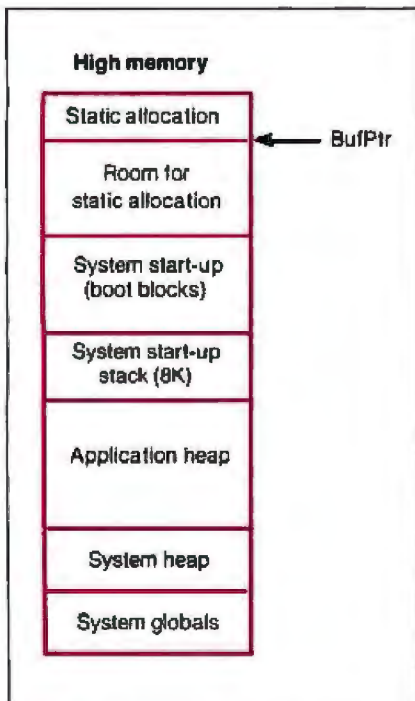 High memory
Static allocation
BufPtr
Room for
static allocation
System start-up
(boot blocks)
System start-up
stack (8K)
Application heap
System heap
System globals